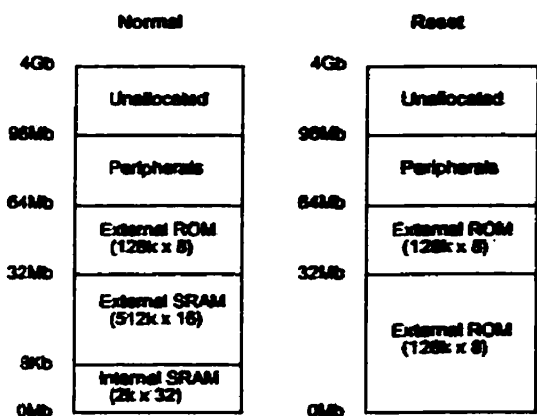 Normal
4Gb
Unallocated
96Mb
Peripherals
64Mb
External ROM
(128k x 8)
32Mb
External SRAM
(512k x 16)
8Kb
Internal SRAM
(2k x 32)
0Mb
Reset
4Gb
Unallocated
96Mb
Peripherals
64Mb
External ROM
(128k x 8)
32Mb
External ROM
(128k x 8)
0Mb